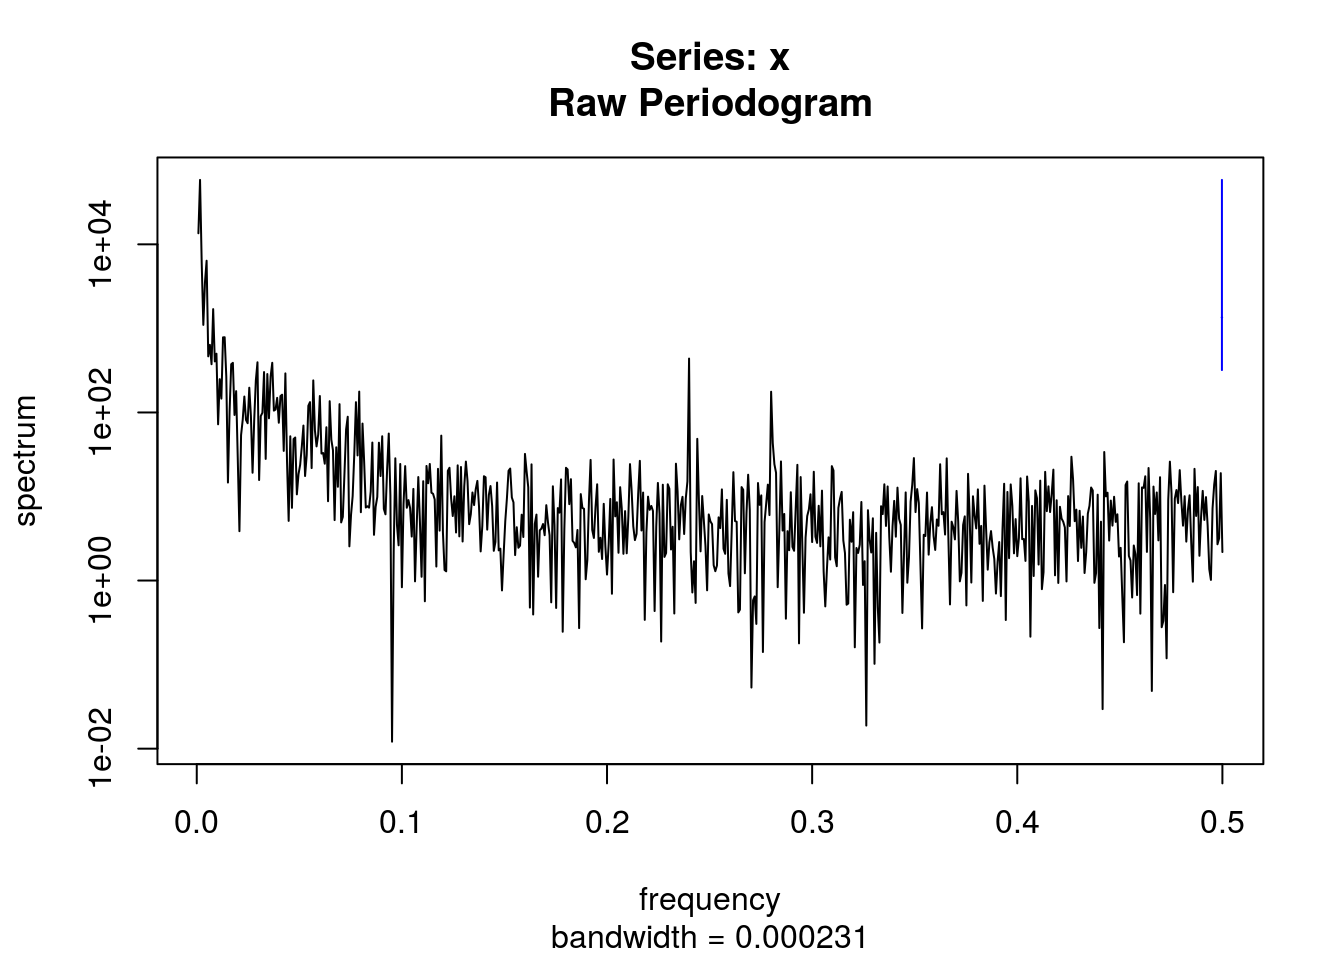 Series: x
Raw Periodogram
spectrum
1e+04
1e+02
1e+00
1e-02
0.0 0.1 0.2 0.3 0.4 0.5
frequency
bandwidth = 0.000231